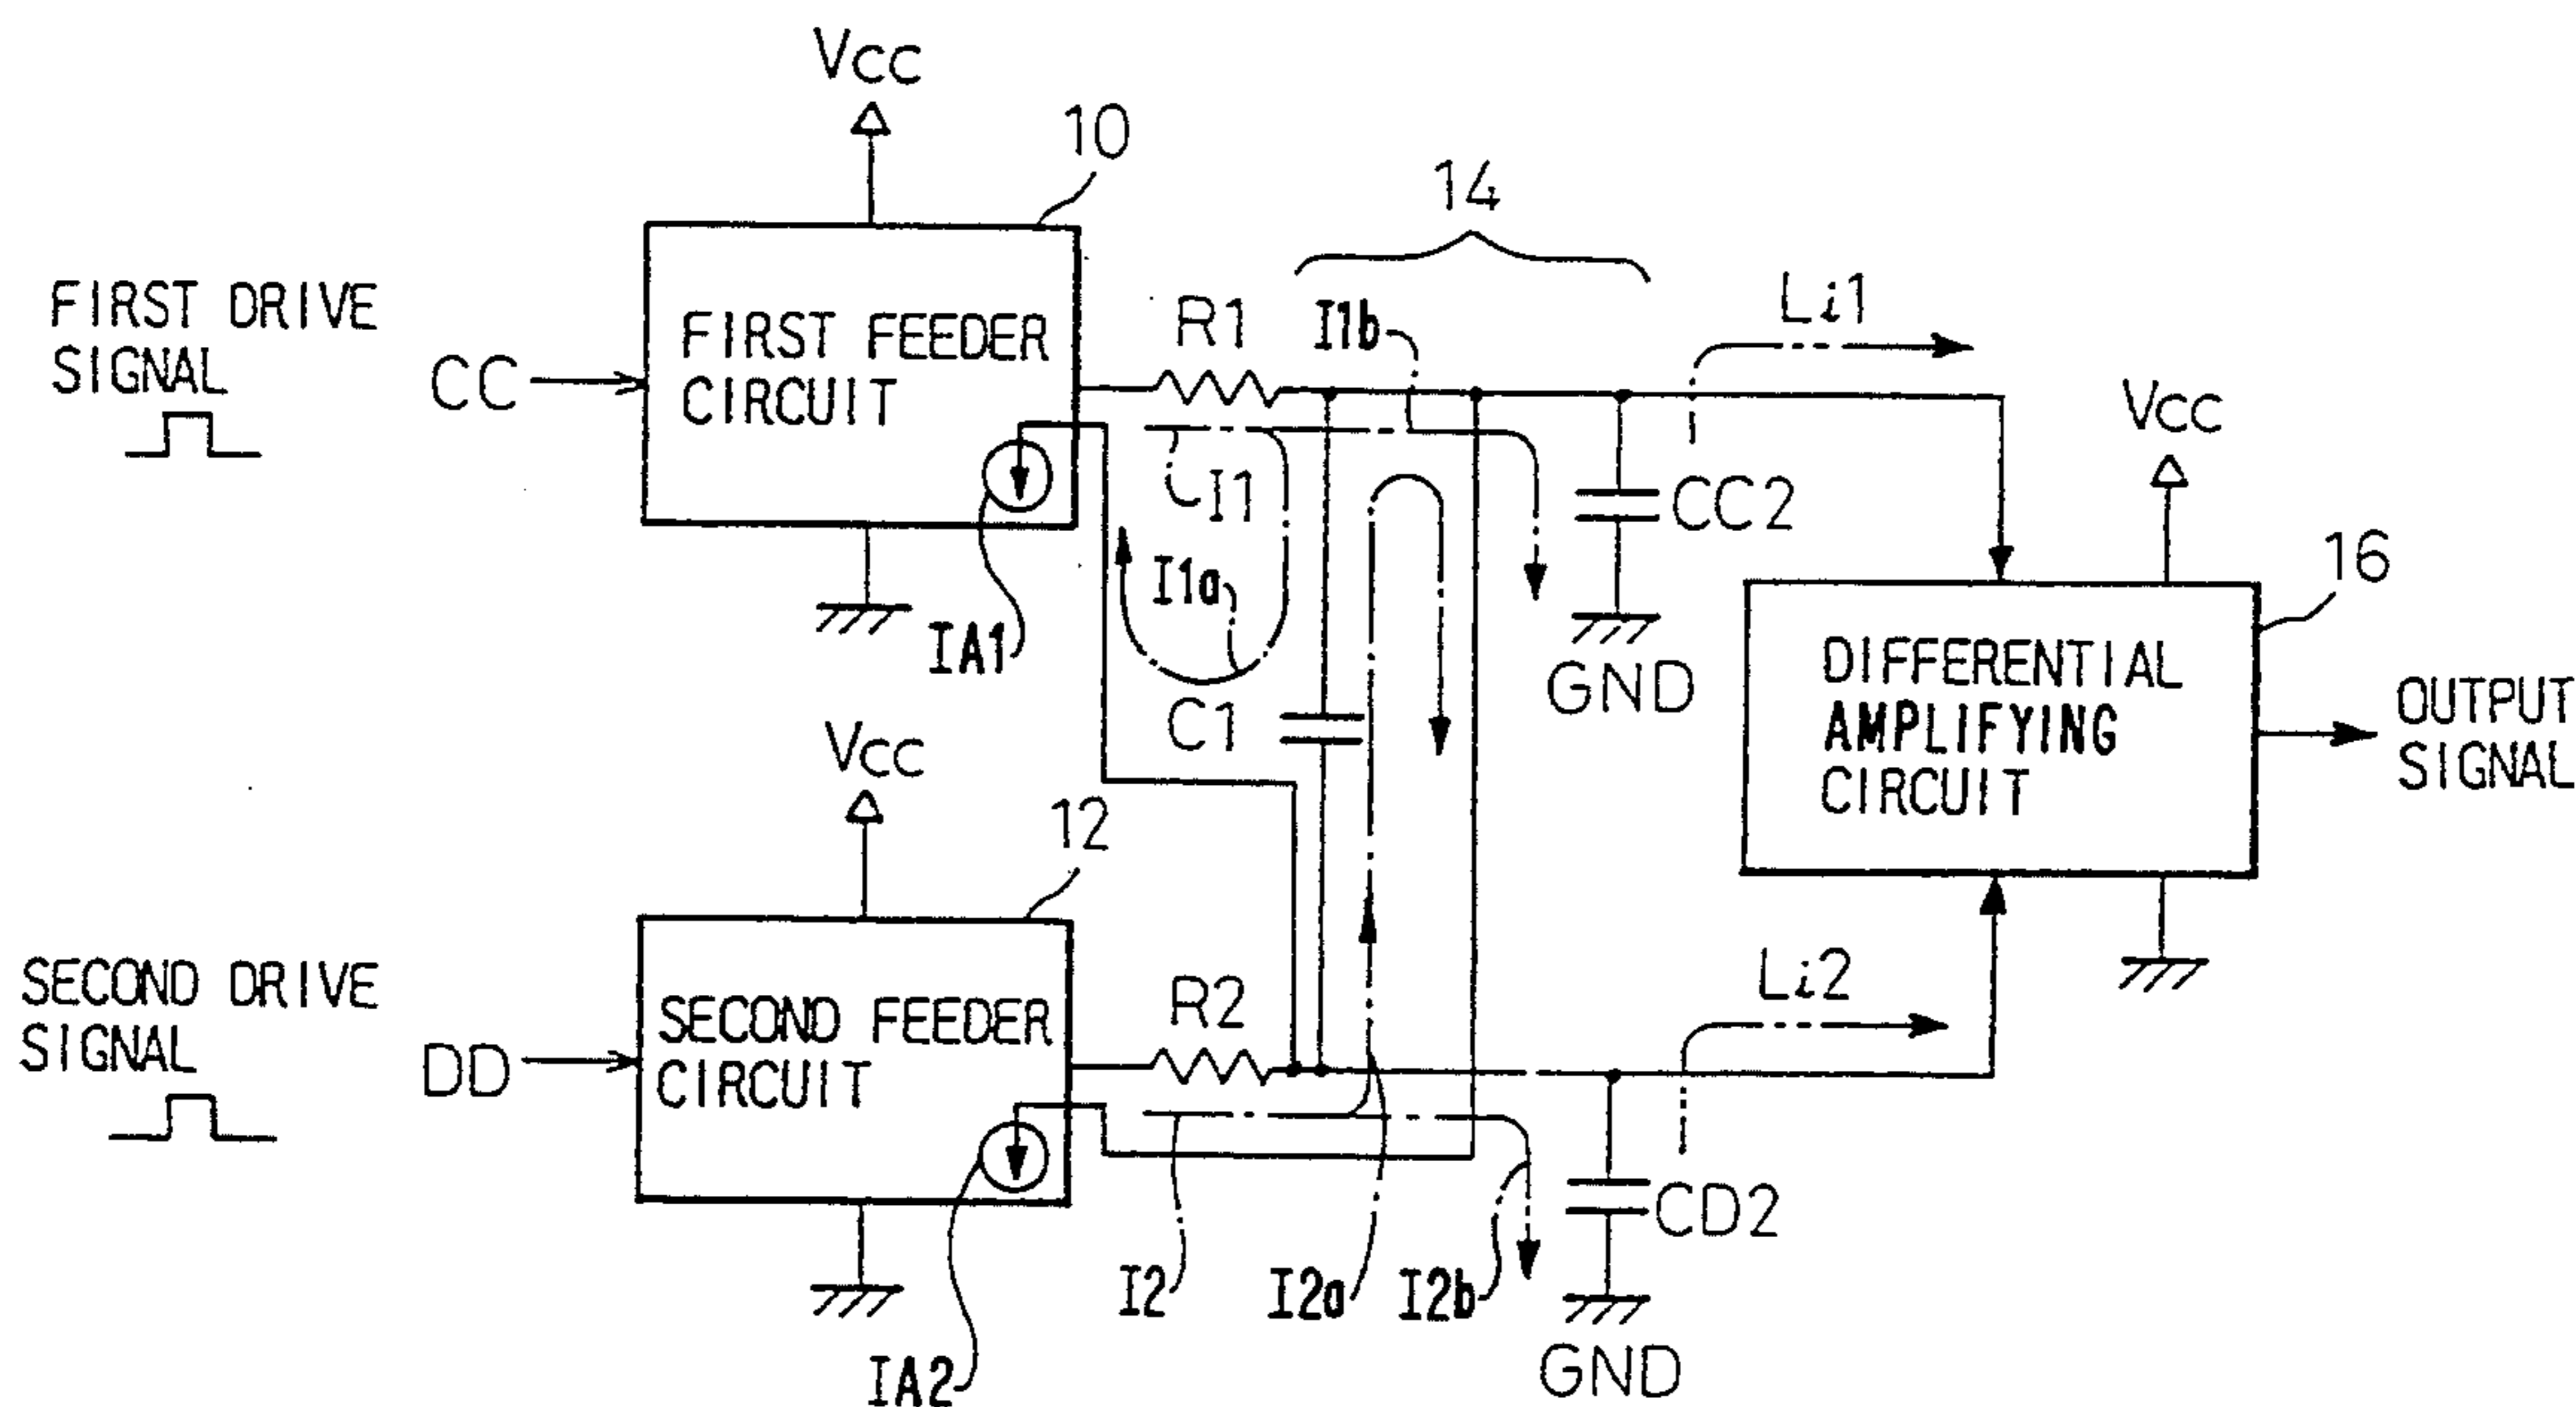 Vcc
10
14
FIRST DRIVE
SIGNAL
CC
FIRST FEEDER
CIRCUIT
R1
I1b
Li1
Vcc
I1
CC2
I1a
IA1
GND
16
C1
DIFFERENTIAL
AMPLIFYING
CIRCUIT
OUTPUT
SIGNAL
Vcc
12
SECOND DRIVE
SIGNAL
DD
SECOND FEEDER
CIRCUIT
R2
Li2
CD2
I2
I2a
I2b
IA2
GND